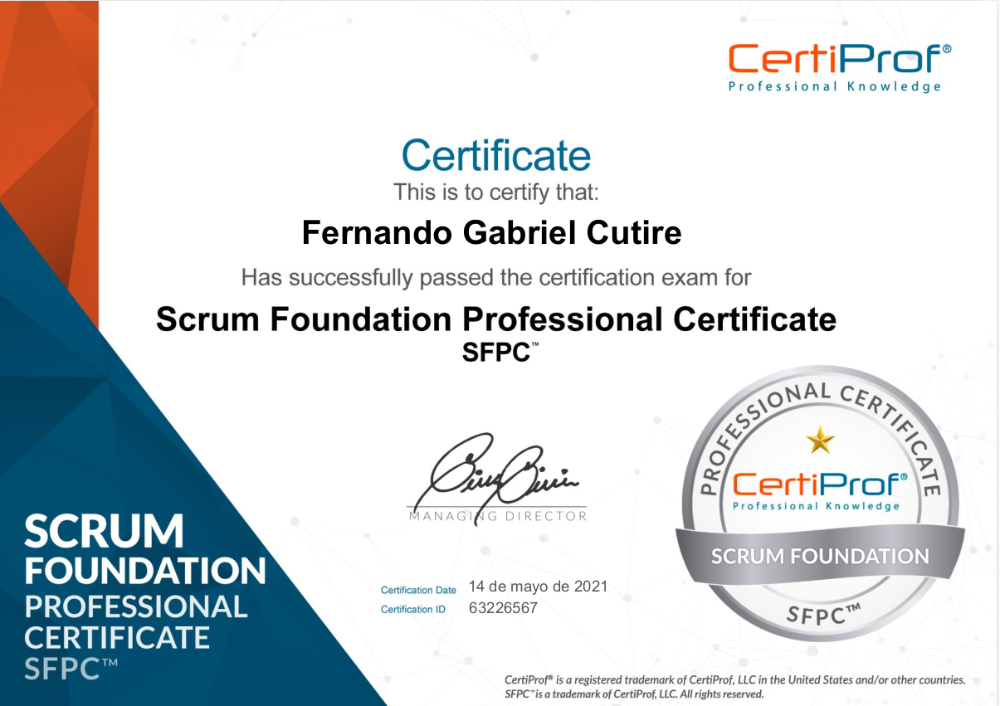 CertiProf®
Professional Knowledge
Certificate
This is to certify that:
Fernando Gabriel Cutire
Has successfully passed the certification exam for
Scrum Foundation Professional Certificate
SFPC™
MANAGING DIRECTOR
Certification Date 14 de mayo de 2021
Certification ID 63226567
SCRUM
FOUNDATION
PROFESSIONAL
CERTIFICATE
SFPC™
PROFESSIONAL CERTIFICATE
CertiProf®
Professional Knowledge
SCRUM FOUNDATION
SFPC™
CertiProf® is a registered trademark of CertiProf, LLC in the United States and/or other countries.
SFPC™ is a trademark of CertiProf, LLC. All rights reserved.